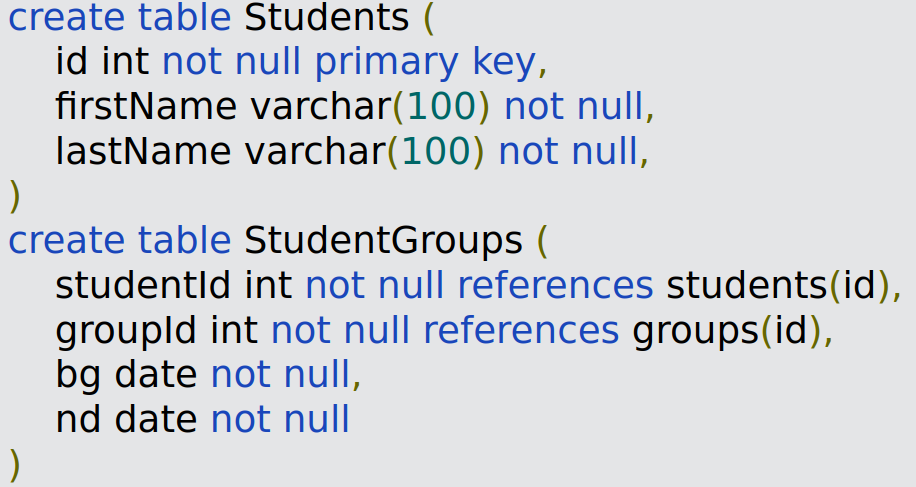 create table Students (
id int not null primary key,
firstName varchar(100) not null,
lastName varchar(100) not null,
)
create table StudentGroups (
studentId int not null references students(id),
groupId int not null references groups(id),
bg date not null,
nd date not null
)